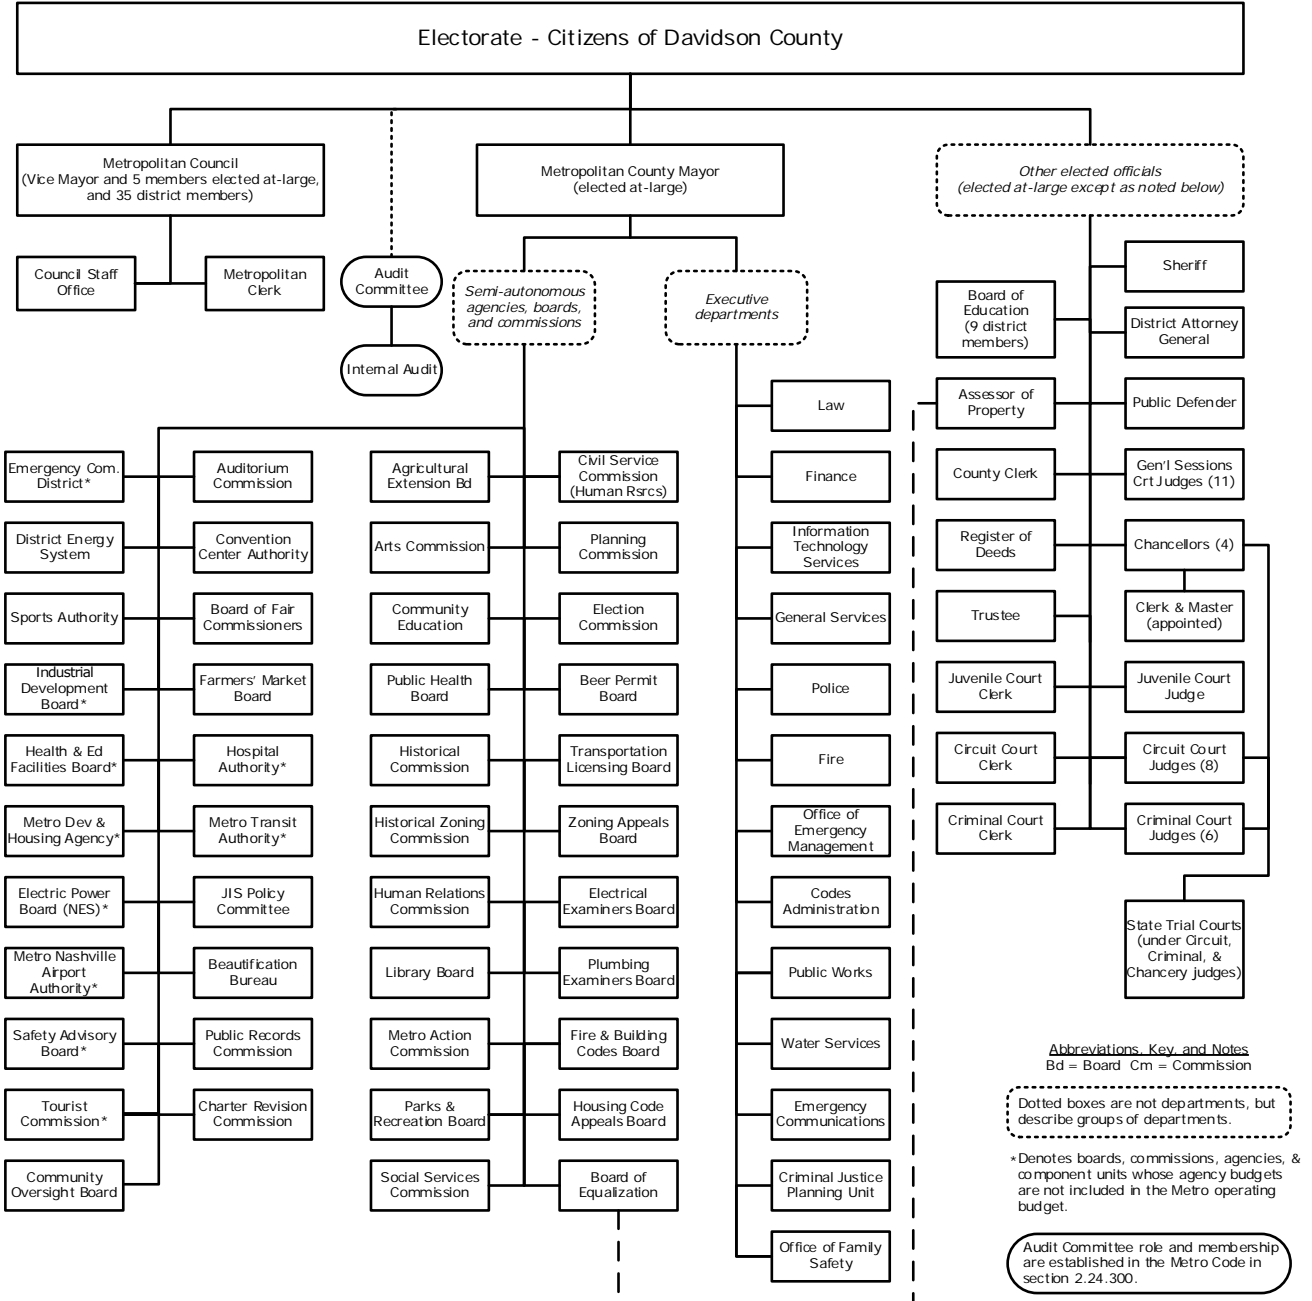 Electorate - Citizens of Davidson County
Metropolitan Council
(Vice Mayor and 5 members elected at-large,
and 35 district members)
Metropolitan County Mayor
(elected at-large)
Other elected officials
(elected at-large except as noted below)
Council Staff
Office
Metropolitan
Clerk
Audit
Committee
Internal Audit
Semi-autonomous
agencies, boards,
and commissions
Executive
departments
Emergency Com.
District*
Auditorium
Commission
District Energy
System
Convention
Center Authority
Sports Authority
Board of Fair
Commissioners
Industrial
Development
Board*
Farmers' Market
Board
Health & Ed
Facilities Board*
Hospital
Authority*
Metro Dev &
Housing Agency*
Metro Transit
Authority*
Electric Power
Board (NES)*
JIS Policy
Committee
Metro Nashville
Airport
Authority*
Beautification
Bureau
Safety Advisory
Board*
Public Records
Commission
Tourist
Commission*
Charter Revision
Commission
Community
Oversight Board
Agricultural
Extension Bd
Civil Service
Commission
(Human Rsrcs)
Arts Commission
Planning
Commission
Community
Education
Election
Commission
Public Health
Board
Beer Permit
Board
Historical
Commission
Transportation
Licensing Board
Historical Zoning
Commission
Zoning Appeals
Board
Human Relations
Commission
Electrical
Examiners Board
Library Board
Plumbing
Examiners Board
Metro Action
Commission
Fire & Building
Codes Board
Parks &
Recreation Board
Housing Code
Appeals Board
Social Services
Commission
Board of
Equalization
Law
Finance
Information
Technology
Services
General Services
Police
Fire
Office of
Emergency
Management
Codes
Administration
Public Works
Water Services
Emergency
Communications
Criminal Justice
Planning Unit
Office of Family
Safety
Sheriff
Board of
Education
(9 district
members)
District Attorney
General
Assessor of
Property
Public Defender
County Clerk
Gen'l Sessions
Crt Judges (11)
Register of
Deeds
Chancellors (4)
Trustee
Clerk & Master
(appointed)
Juvenile Court
Clerk
Juvenile Court
Judge
Circuit Court
Clerk
Circuit Court
Judges (8)
Criminal Court
Clerk
Criminal Court
Judges (6)
State Trial Courts
(under Circuit,
Criminal, &
Chancery judges)
Abbreviations, Key, and Notes
Bd = Board Cm = Commission
Dotted boxes are not departments, but
describe groups of departments.
*Denotes boards, commissions, agencies, &
component units whose agency budgets
are not included in the Metro operating
budget.
Audit Committee role and membership
are established in the Metro Code in
section 2.24.300.